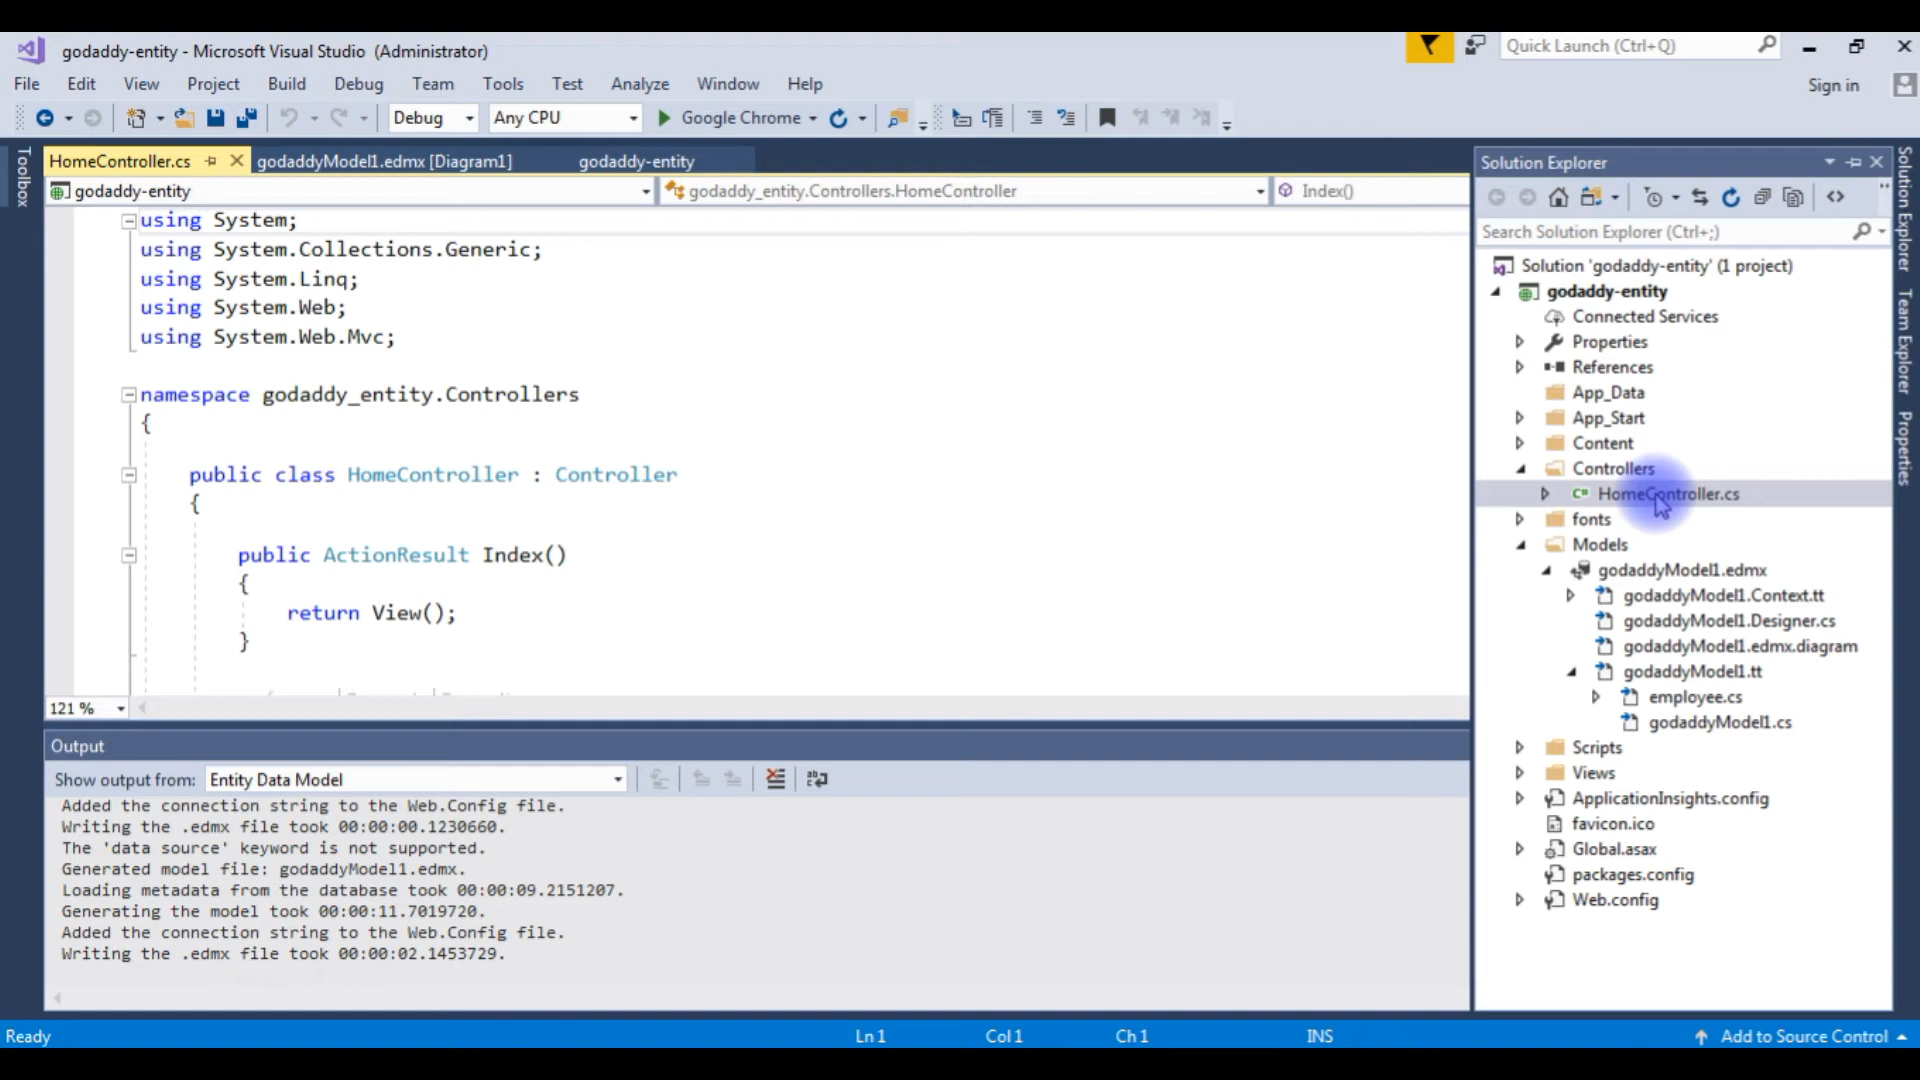 godaddy-entity - Microsoft Visual Studio (Administrator)
Quick Launch (Ctrl+Q)
File Edit View Project Build Debug Team Tools Test Analyze Window Help
Sign in
Debug Any CPU Google Chrome
Toolbox
HomeController.cs godaddyModel1.edmx [Diagram1] godaddy-entity
godaddy-entity godaddy_entity.Controllers.HomeController Index()
using System;
using System.Collections.Generic;
using System.Linq;
using System.Web;
using System.Web.Mvc;
namespace godaddy_entity.Controllers
{
public class HomeController : Controller
{
public ActionResult Index()
{
return View();
}
121 %
Output
Show output from: Entity Data Model
Added the connection string to the Web.Config file.
Writing the .edmx file took 00:00:00.1230660.
The 'data source' keyword is not supported.
Generated model file: godaddyModel1.edmx.
Loading metadata from the database took 00:00:09.2151207.
Generating the model took 00:00:11.7019720.
Added the connection string to the Web.Config file.
Writing the .edmx file took 00:00:02.1453729.
Solution Explorer
Search Solution Explorer (Ctrl+;)
Solution 'godaddy-entity' (1 project)
godaddy-entity
Connected Services
Properties
References
App_Data
App_Start
Content
Controllers
C# HomeController.cs
fonts
Models
godaddyModel1.edmx
godaddyModel1.Context.tt
godaddyModel1.Designer.cs
godaddyModel1.edmx.diagram
godaddyModel1.tt
employee.cs
godaddyModel1.cs
Scripts
Views
ApplicationInsights.config
favicon.ico
Global.asax
packages.config
Web.config
Solution Explorer
Team Explorer
Properties
Ready Ln 1 Col 1 Ch 1 INS Add to Source Control